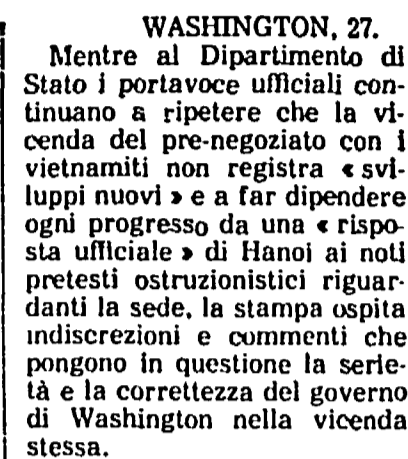 WASHINGTON, 27.
Mentre al Dipartimento di
Stato i portavoce ufficiali con-
tinuano a ripetere che la vi-
cenda del pre-negoziato con i
vietnamiti non registra « svi-
luppi nuovi » e a far dipendere
ogni progresso da una « rispo-
sta ufficiale » di Hanoi ai noti
pretesti ostruzionistici riguar-
danti la sede, la stampa ospita
indiscrezioni e commenti che
pongono in questione la serie-
tà e la correttezza del governo
di Washington nella vicenda
stessa.